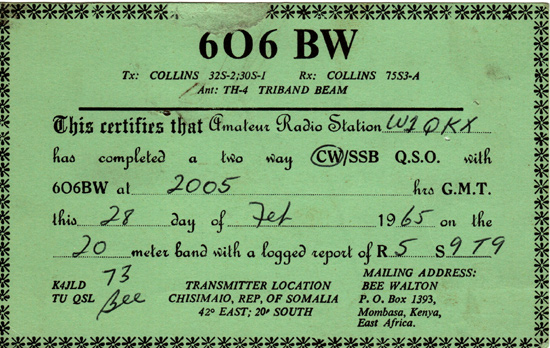 6O6 BW
Tx: COLLINS 32S-2;30S-1 Rx: COLLINS 75S3-A
Ant: TH-4 TRIBAND BEAM
This certifies that Amateur Radio Station W1QKX
has completed a two way CW/SSB Q.S.O. with
6O6BW at 2005 hrs G.M.T.
this 28 day of Feb 1965 on the
20 meter band with a logged report of R 5 S 9 T9
K4JLD 73
TU QSL Bee
TRANSMITTER LOCATION
CHISIMAIO, REP, OF SOMALIA
42° EAST; 20' SOUTH
MAILING ADDRESS:
BEE WALTON
P. O. Box 1393,
Mombasa, Kenya,
East Africa.